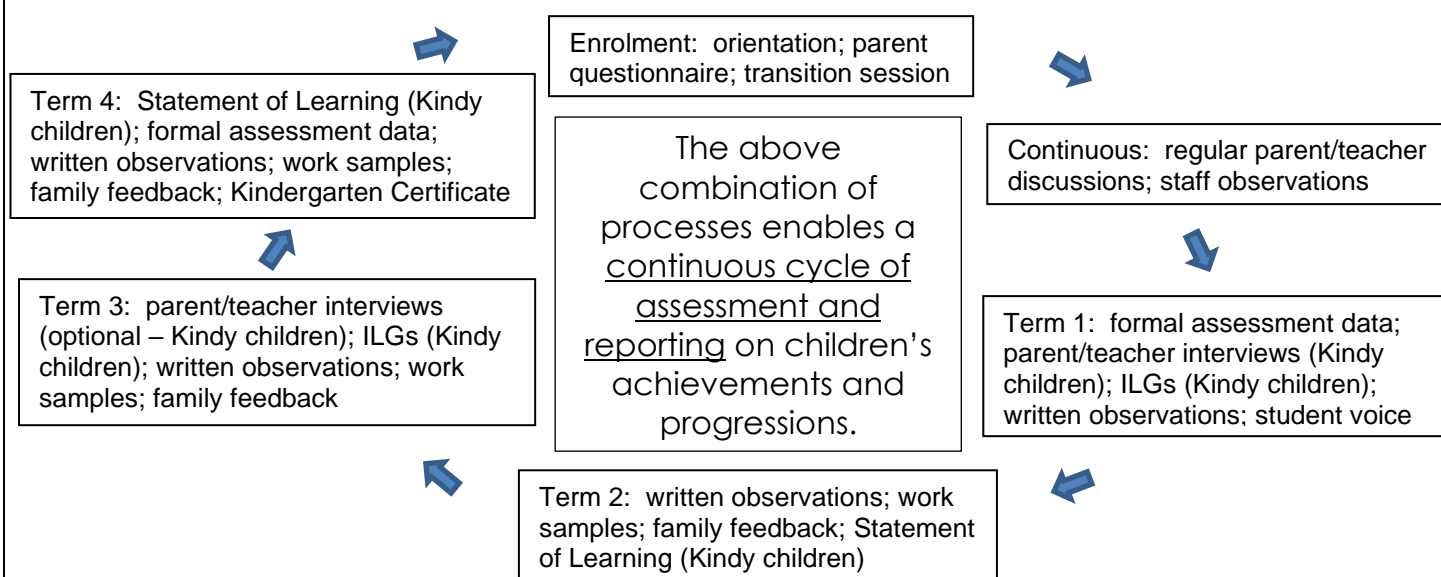 Enrolment:  orientation; parent
questionnaire; transition session
Continuous:  regular parent/teacher
discussions; staff observations
Term 1:  formal assessment data;
parent/teacher interviews (Kindy
children); ILGs (Kindy children);
written observations; student voice
Term 2:  written observations; work
samples; family feedback; Statement
of Learning (Kindy children)
Term 3:  parent/teacher interviews
(optional – Kindy children); ILGs (Kindy
children); written observations; work
samples; family feedback
Term 4:  Statement of Learning (Kindy
children); formal assessment data;
written observations; work samples;
family feedback; Kindergarten Certificate
The above
combination of
processes enables a
continuous cycle of
assessment and
reporting on children’s
achievements and
progressions.